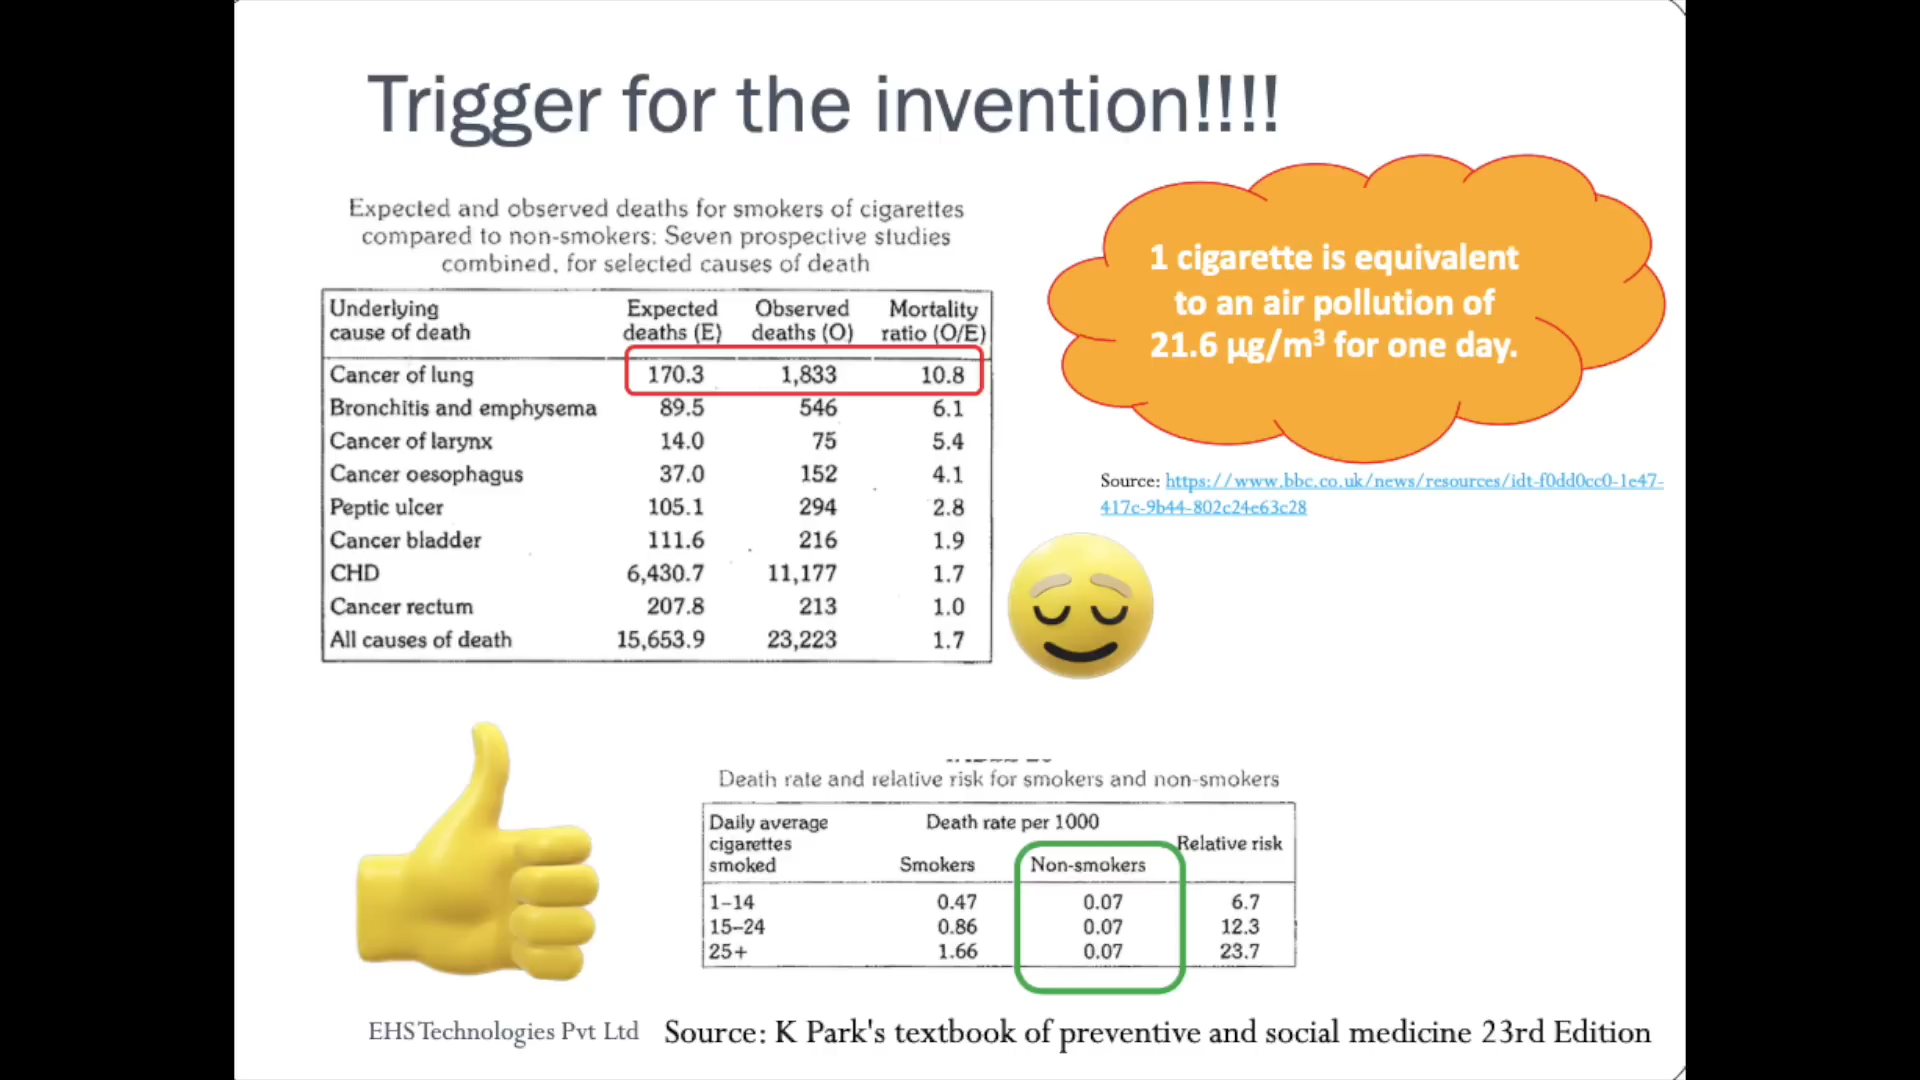 Trigger for the invention!!!!
Expected and observed deaths for smokers of cigarettes
compared to non-smokers: Seven prospective studies
combined, for selected causes of death
Underlying cause of death Expected deaths (E) Observed deaths (O) Mortality ratio (O/E)
Cancer of lung 170.3 1,833 10.8
Bronchitis and emphysema 89.5 546 6.1
Cancer of larynx 14.0 75 5.4
Cancer oesophagus 37.0 152 4.1
Peptic ulcer 105.1 294 2.8
Cancer bladder 111.6 216 1.9
CHD 6,430.7 11,177 1.7
Cancer rectum 207.8 213 1.0
All causes of death 15,653.9 23,223 1.7
1 cigarette is equivalent
to an air pollution of
21.6 µg/m³ for one day.
Source: https://www.bbc.co.uk/news/resources/idt-f0dd0cc0-1e47-
417c-9b44-802c24e63c28
Death rate and relative risk for smokers and non-smokers
Daily average cigarettes smoked Death rate per 1000 Relative risk
Smokers Non-smokers
1–14 0.47 0.07 6.7
15–24 0.86 0.07 12.3
25+ 1.66 0.07 23.7
EHS Technologies Pvt Ltd
Source: K Park's textbook of preventive and social medicine 23rd Edition